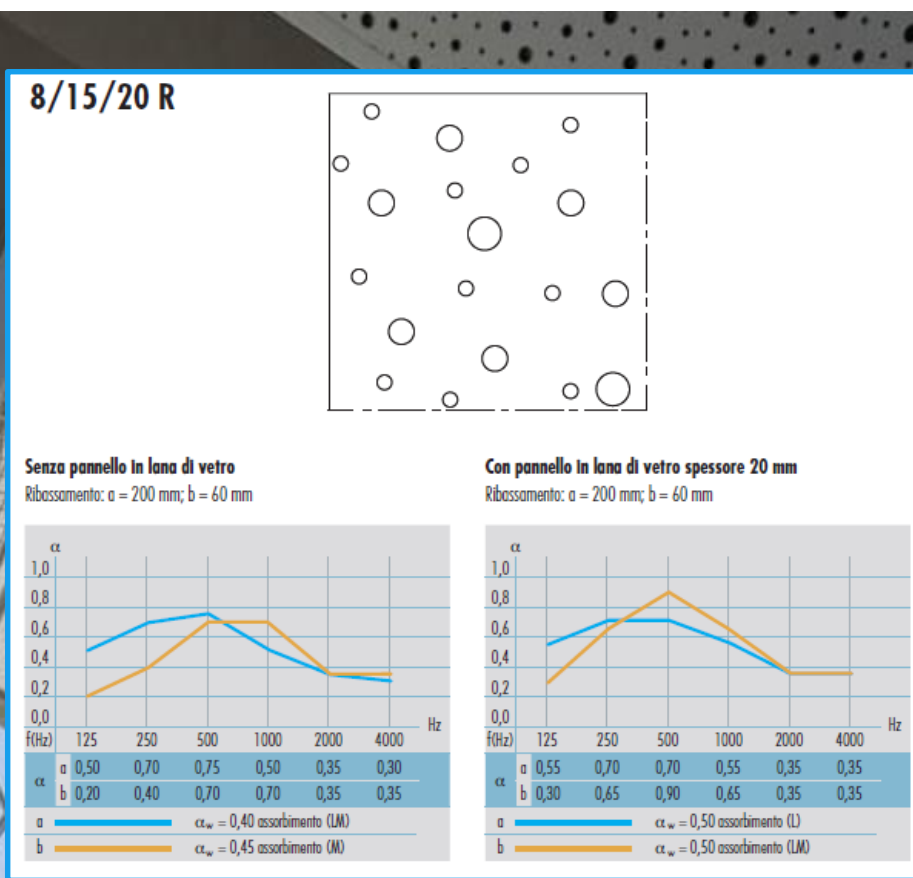 8/15/20 R
Senza pannello in lana di vetro
Ribassamento: a = 200 mm; b = 60 mm
α
1,0
0,8
0,6
0,4
0,2
0,0
Hz
f(Hz) 125 250 500 1000 2000 4000
α a 0,50 0,70 0,75 0,50 0,35 0,30
b 0,20 0,40 0,70 0,70 0,35 0,35
a αw = 0,40 assorbimento (LM)
b αw = 0,45 assorbimento (M)
Con pannello in lana di vetro spessore 20 mm
Ribassamento: a = 200 mm; b = 60 mm
α
1,0
0,8
0,6
0,4
0,2
0,0
Hz
f(Hz) 125 250 500 1000 2000 4000
α a 0,55 0,70 0,70 0,55 0,35 0,35
b 0,30 0,65 0,90 0,65 0,35 0,35
a αw = 0,50 assorbimento (L)
b αw = 0,50 assorbimento (LM)